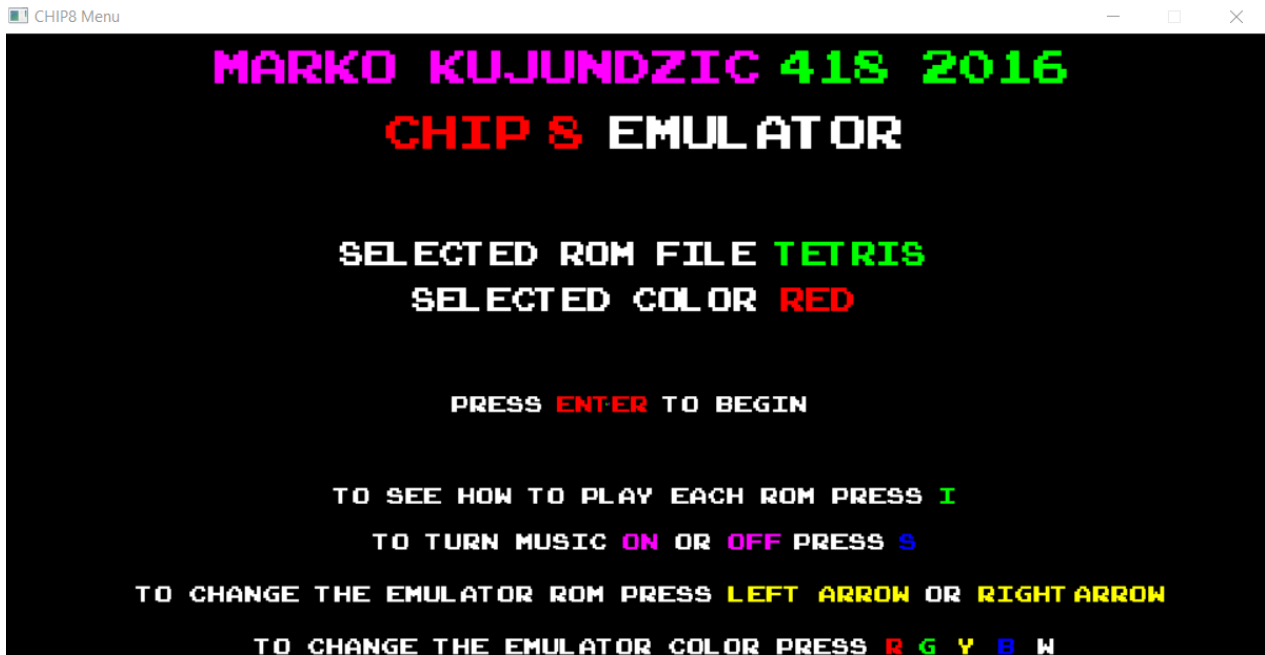 CHIP8 Menu
MARKO KUJUNDZIC 418 2016
CHIP 8 EMULATOR
SELECTED ROM FILE TETRIS
SELECTED COLOR RED
PRESS ENTER TO BEGIN
TO SEE HOW TO PLAY EACH ROM PRESS I
TO TURN MUSIC ON OR OFF PRESS S
TO CHANGE THE EMULATOR ROM PRESS LEFT ARROW OR RIGHT ARROW
TO CHANGE THE EMULATOR COLOR PRESS R G Y B W